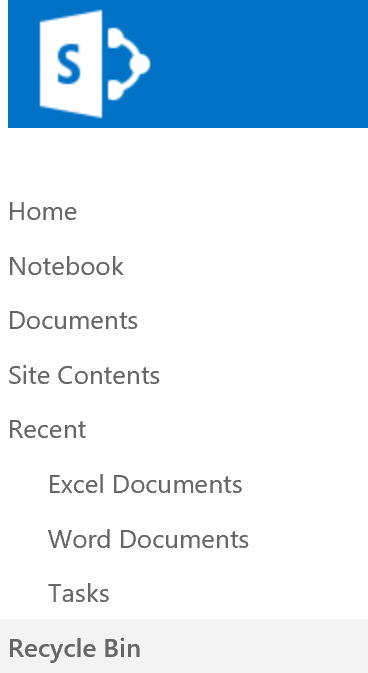 S
Home
Notebook
Documents
Site Contents
Recent
Excel Documents
Word Documents
Tasks
Recycle Bin